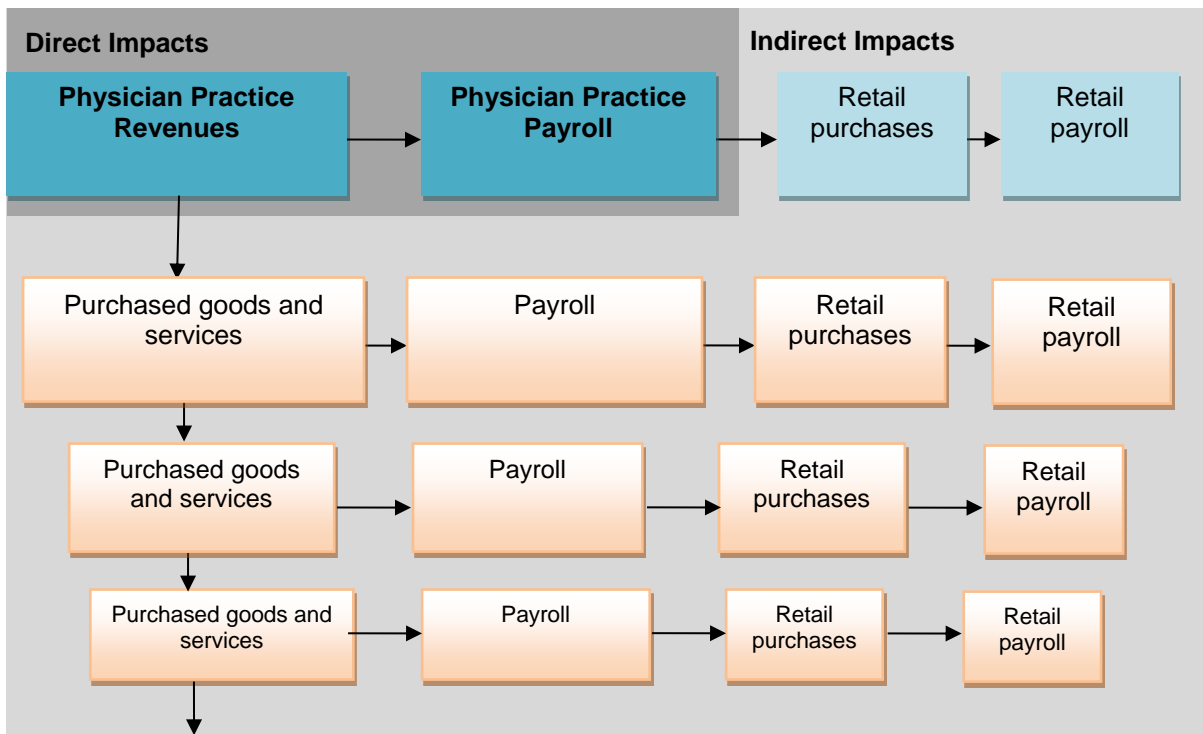 Direct Impacts
Indirect Impacts
Physician Practice
Revenues
Physician Practice
Payroll
Retail
purchases
Retail
payroll
Purchased goods and
services
Payroll
Retail
purchases
Retail
payroll
Purchased goods
and services
Payroll
Retail
purchases
Retail
payroll
Purchased goods and
services
Payroll
Retail
purchases
Retail
payroll